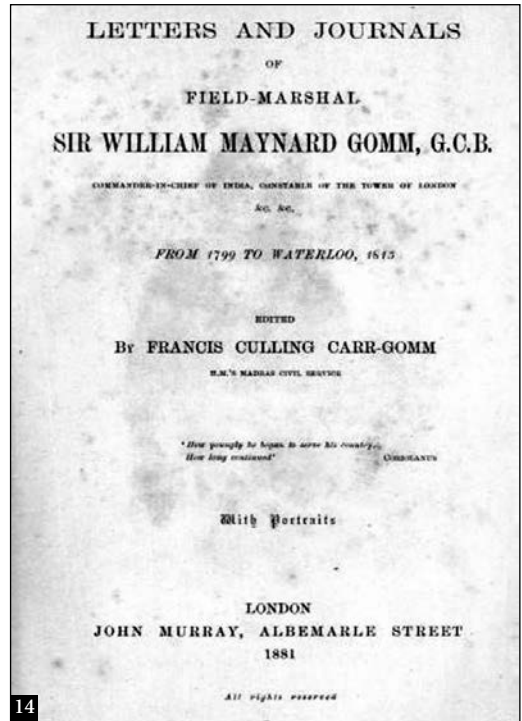 LETTERS AND JOURNALS
OF
FIELD-MARSHAL
SIR WILLIAM MAYNARD GOMM, G.C.B.
COMMANDER-IN-CHIEF OF INDIA, CONSTABLE OF THE TOWER OF LONDON
&c. &c.
FROM 1799 TO WATERLOO, 1815
EDITED
BY FRANCIS CULLING CARR-GOMM
H.M.'S MADRAS CIVIL SERVICE
'How youngly he began to serve his country,
How long continued' CORIOLANUS
With Portraits
LONDON
JOHN MURRAY, ALBEMARLE STREET
1881
All rights reserved
14